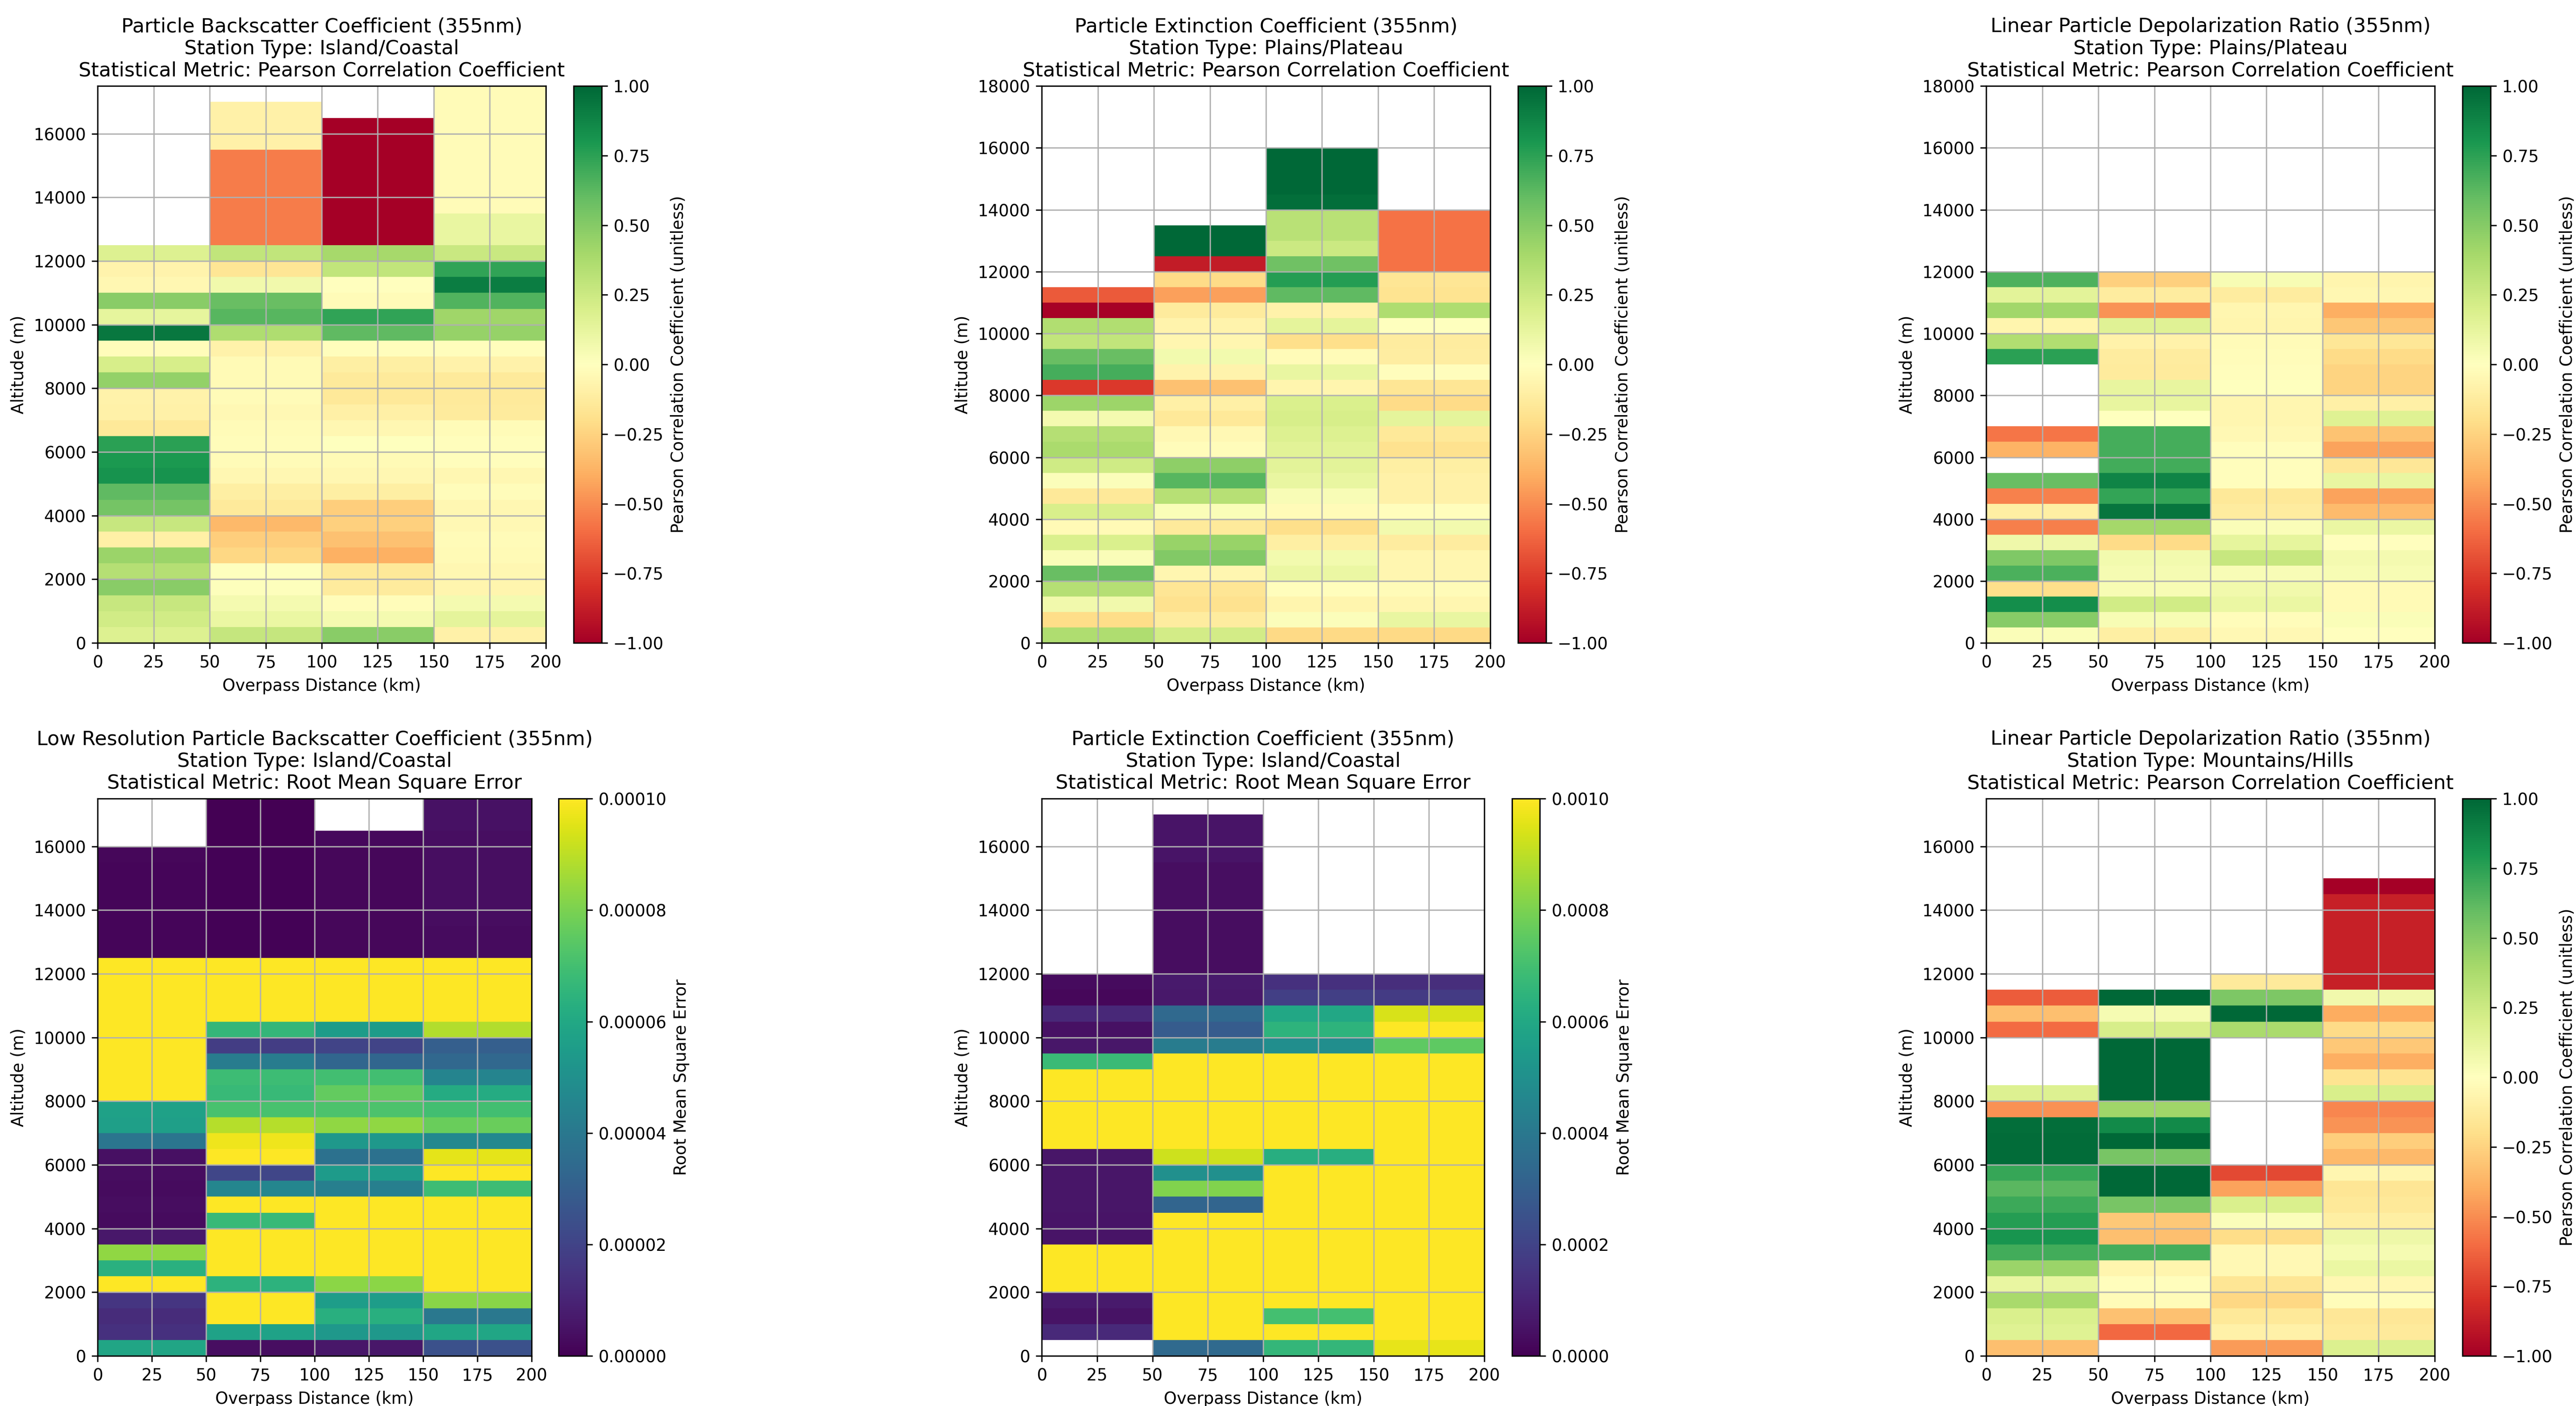 Particle Backscatter Coefficient (355nm)
Station Type: Island/Coastal
Statistical Metric: Pearson Correlation Coefficient
Altitude (m)
16000
14000
12000
10000
8000
6000
4000
2000
0
0 25 50 75 100 125 150 175 200
Overpass Distance (km)
1.00
0.75
0.50
0.25
0.00
−0.25
−0.50
−0.75
−1.00
Pearson Correlation Coefficient (unitless)
Particle Extinction Coefficient (355nm)
Station Type: Plains/Plateau
Statistical Metric: Pearson Correlation Coefficient
Altitude (m)
18000
16000
14000
12000
10000
8000
6000
4000
2000
0
0 25 50 75 100 125 150 175 200
Overpass Distance (km)
1.00
0.75
0.50
0.25
0.00
−0.25
−0.50
−0.75
−1.00
Pearson Correlation Coefficient (unitless)
Linear Particle Depolarization Ratio (355nm)
Station Type: Plains/Plateau
Statistical Metric: Pearson Correlation Coefficient
Altitude (m)
18000
16000
14000
12000
10000
8000
6000
4000
2000
0
0 25 50 75 100 125 150 175 200
Overpass Distance (km)
1.00
0.75
0.50
0.25
0.00
−0.25
−0.50
−0.75
−1.00
Pearson Correlation Coefficient (unitless)
Low Resolution Particle Backscatter Coefficient (355nm)
Station Type: Island/Coastal
Statistical Metric: Root Mean Square Error
Altitude (m)
16000
14000
12000
10000
8000
6000
4000
2000
0
0 25 50 75 100 125 150 175 200
Overpass Distance (km)
0.00010
0.00008
0.00006
0.00004
0.00002
0.00000
Root Mean Square Error
Particle Extinction Coefficient (355nm)
Station Type: Island/Coastal
Statistical Metric: Root Mean Square Error
Altitude (m)
16000
14000
12000
10000
8000
6000
4000
2000
0
0 25 50 75 100 125 150 175 200
Overpass Distance (km)
0.0010
0.0008
0.0006
0.0004
0.0002
0.0000
Root Mean Square Error
Linear Particle Depolarization Ratio (355nm)
Station Type: Mountains/Hills
Statistical Metric: Pearson Correlation Coefficient
Altitude (m)
16000
14000
12000
10000
8000
6000
4000
2000
0
0 25 50 75 100 125 150 175 200
Overpass Distance (km)
1.00
0.75
0.50
0.25
0.00
−0.25
−0.50
−0.75
−1.00
Pearson Correlation Coefficient (unitless)